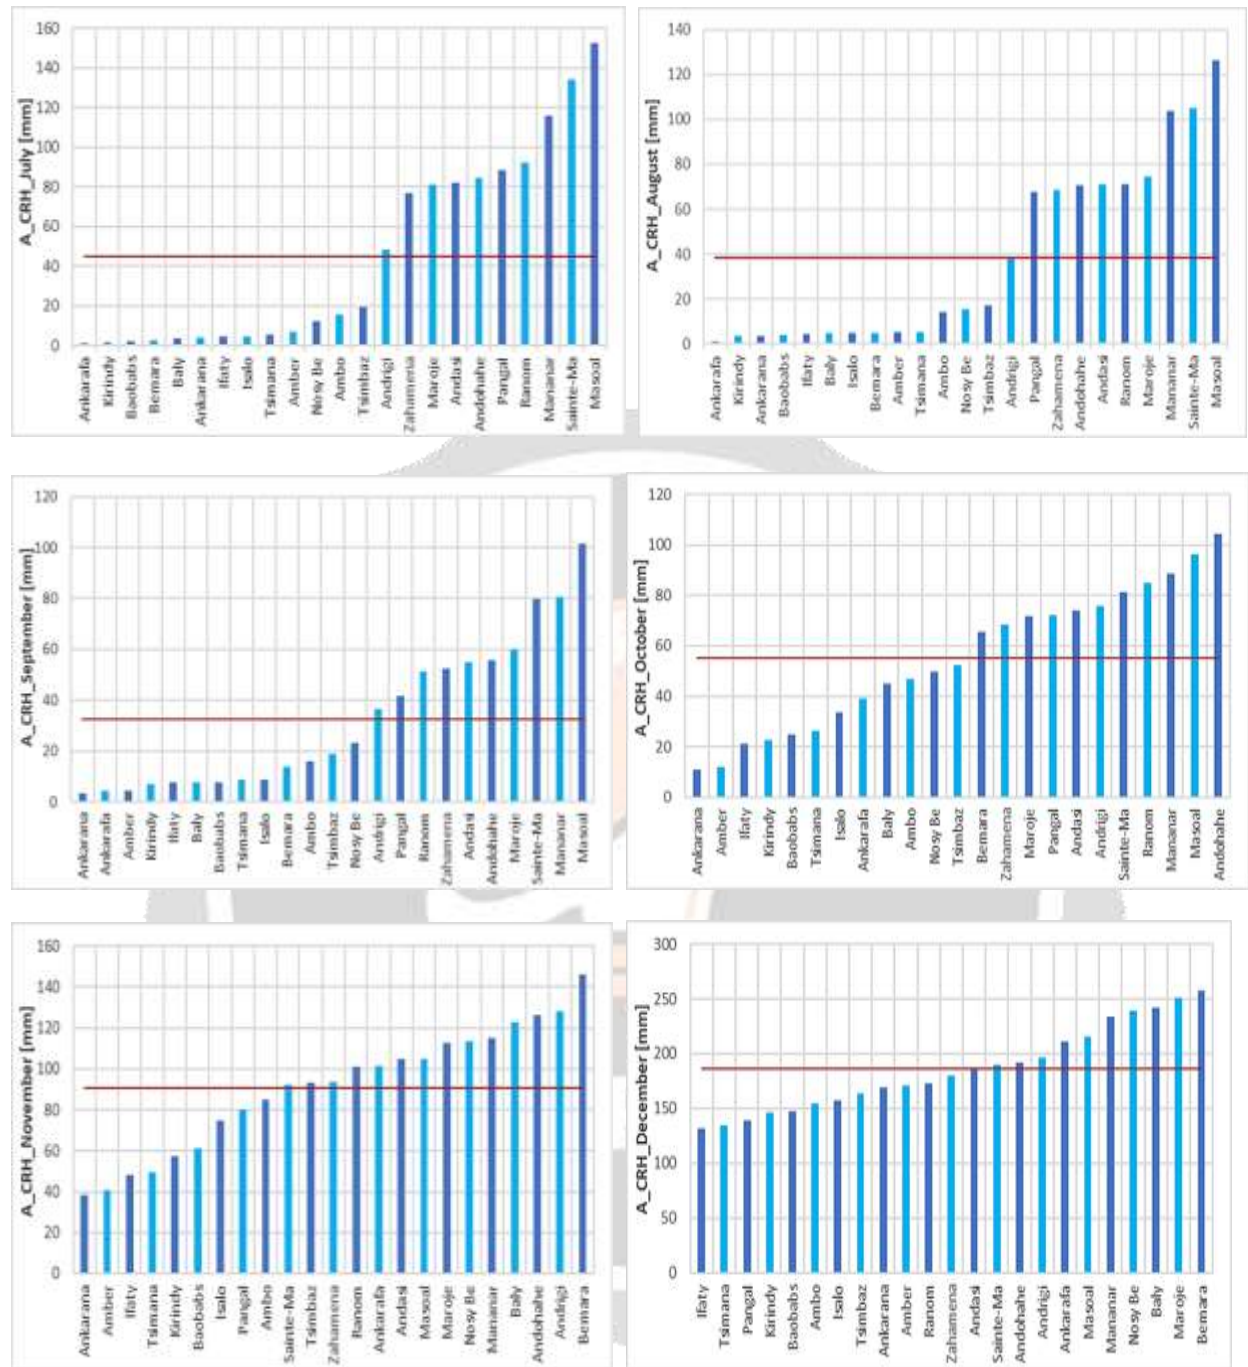 160
140
120
100
80
60
40
20
0
A_CRH_July [mm]
Ankarafa
Kirindy
Baobabs
Bemara
Baly
Ankarana
Ifaty
Isalo
Tsimana
Amber
Nosy Be
Ambo
Tsimbaz
Andrigi
Zahamena
Maroje
Andasi
Andohahe
Pangal
Ranom
Mananar
Sainte-Ma
Masoal
140
120
100
80
60
40
20
0
A_CRH_August [mm]
Ankarafa
Kirindy
Ankarana
Baobabs
Ifaty
Baly
Isalo
Bemara
Amber
Tsimana
Ambo
Nosy Be
Tsimbaz
Andrigi
Pangal
Zahamena
Andohahe
Andasi
Ranom
Maroje
Mananar
Sainte-Ma
Masoal
120
100
80
60
40
20
0
A_CRH_September [mm]
Ankarana
Ankarafa
Amber
Kirindy
Ifaty
Baly
Baobabs
Tsimana
Isalo
Bemara
Ambo
Tsimbaz
Nosy Be
Andrigi
Pangal
Ranom
Zahamena
Andasi
Andohahe
Maroje
Sainte-Ma
Mananar
Masoal
120
100
80
60
40
20
0
A_CRH_October [mm]
Ankarana
Amber
Ifaty
Kirindy
Baobabs
Tsimana
Isalo
Ankarafa
Baly
Ambo
Nosy Be
Tsimbaz
Bemara
Zahamena
Maroje
Pangal
Andasi
Andrigi
Sainte-Ma
Ranom
Mananar
Masoal
Andohahe
160
140
120
100
80
60
40
20
0
A_CRH_November [mm]
Ankarana
Amber
Ifaty
Tsimana
Kirindy
Baobabs
Isalo
Pangal
Ambo
Sainte-Ma
Tsimbaz
Zahamena
Ranom
Ankarafa
Andasi
Masoal
Maroje
Nosy Be
Mananar
Baly
Andohahe
Andrigi
Bemara
300
250
200
150
100
50
0
A_CRH_December [mm]
Ifaty
Tsimana
Pangal
Kirindy
Baobabs
Ambo
Isalo
Tsimbaz
Ankarana
Amber
Ranom
Zahamena
Andasi
Sainte-Ma
Andohahe
Andrigi
Ankarafa
Masoal
Mananar
Nosy Be
Baly
Maroje
Bemara